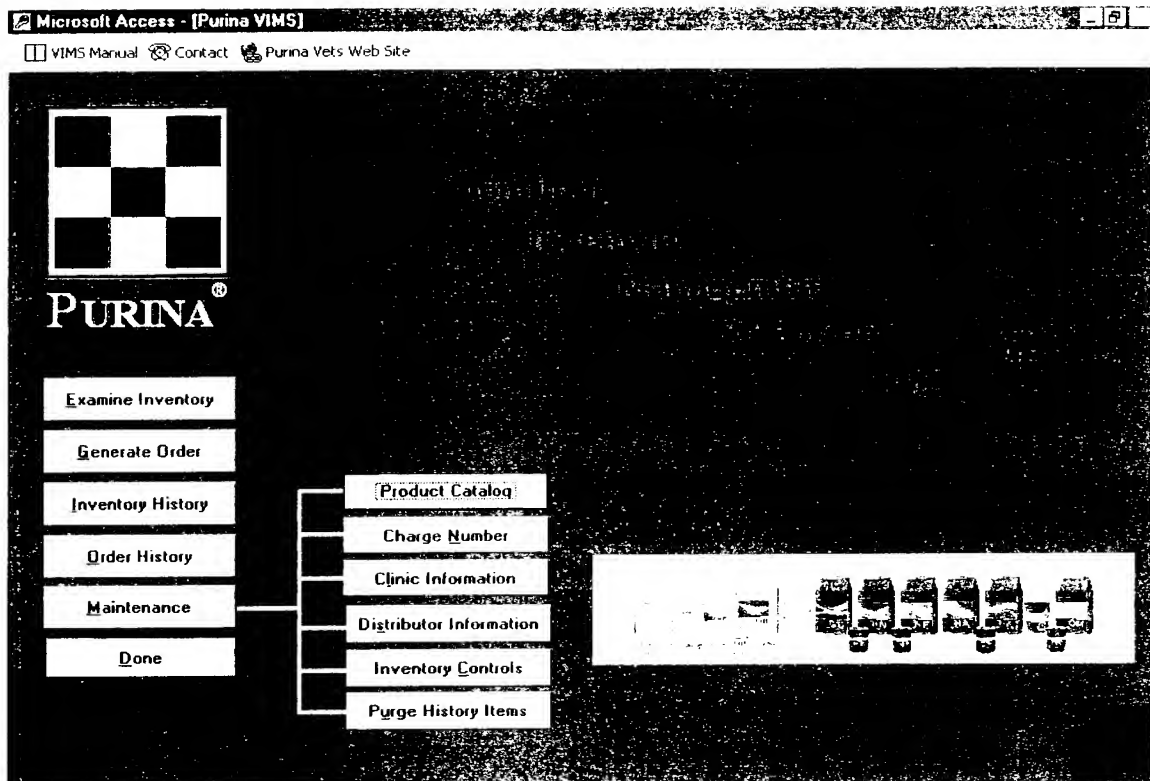 Microsoft Access - [Purina VIMS]
VIMS Manual Contact Purina Vets Web Site
PURINA®
Examine Inventory
Generate Order
Inventory History
Order History
Maintenance
Done
Product Catalog
Charge Number
Clinic Information
Distributor Information
Inventory Controls
Purge History Items